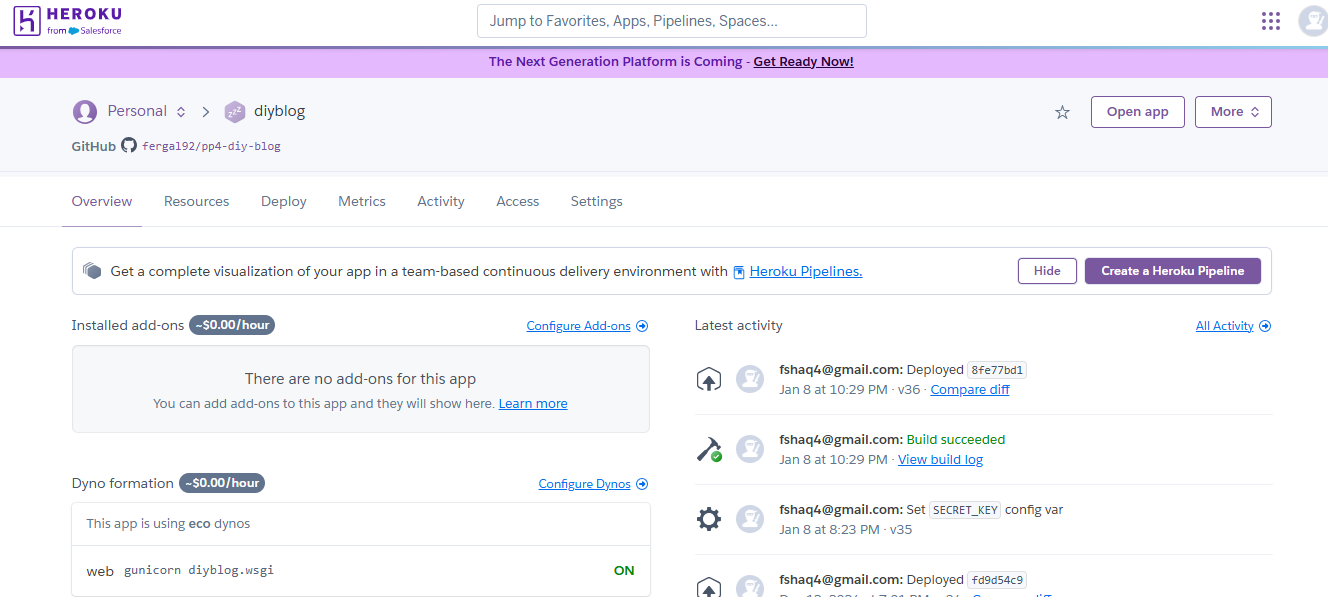 HEROKU
from Salesforce
Jump to Favorites, Apps, Pipelines, Spaces...
The Next Generation Platform is Coming - Get Ready Now!
Personal
diyblog
Open app
More
GitHub fergal92/pp4-diy-blog
Overview Resources Deploy Metrics Activity Access Settings
Get a complete visualization of your app in a team-based continuous delivery environment with Heroku Pipelines.
Hide
Create a Heroku Pipeline
Installed add-ons ~$0.00/hour
Configure Add-ons
There are no add-ons for this app
You can add add-ons to this app and they will show here. Learn more
Dyno formation ~$0.00/hour
Configure Dynos
This app is using eco dynos
web gunicorn diyblog.wsgi ON
Latest activity
All Activity
fshaq4@gmail.com: Deployed 8fe77bd1
Jan 8 at 10:29 PM · v36 · Compare diff
fshaq4@gmail.com: Build succeeded
Jan 8 at 10:29 PM · View build log
fshaq4@gmail.com: Set SECRET_KEY config var
Jan 8 at 8:23 PM · v35
fshaq4@gmail.com: Deployed fd9d54c9